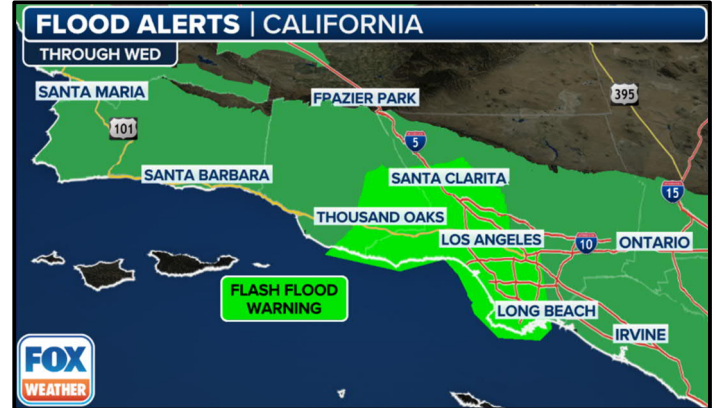 FLOOD ALERTS | CALIFORNIA
THROUGH WED
SANTA MARIA
FRAZIER PARK
395
101
5
SANTA BARBARA
SANTA CLARITA
15
THOUSAND OAKS
LOS ANGELES
10
ONTARIO
FLASH FLOOD
WARNING
LONG BEACH
IRVINE
FOX
WEATHER